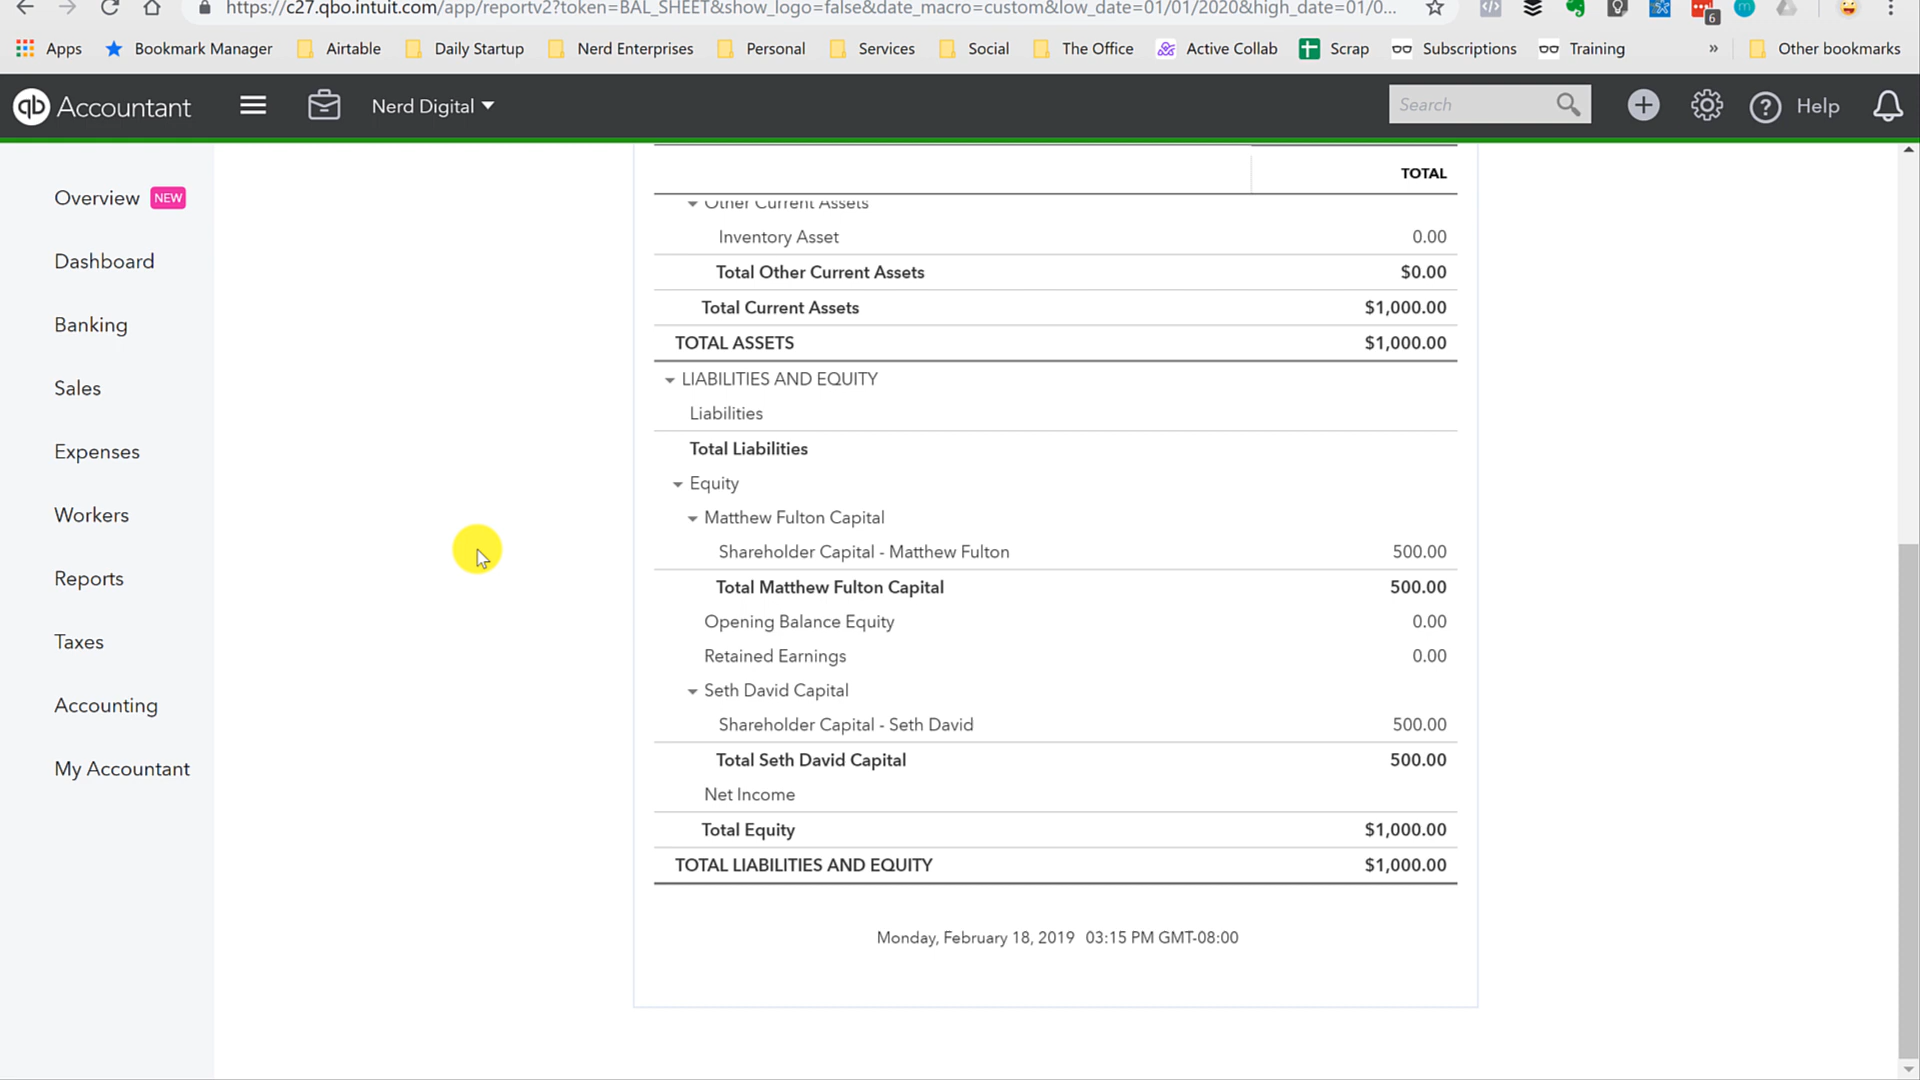 https://c27.qbo.intuit.com/app/reportv2?token=BAL_SHEET&show_logo=false&date_macro=custom&low_date=01/01/2020&high_date=01/0... 6
Apps Bookmark Manager Airtable Daily Startup Nerd Enterprises Personal Services Social The Office Active Collab Scrap Subscriptions Training » Other bookmarks
qb Accountant Nerd Digital Search Help
Overview NEW
Dashboard
Banking
Sales
Expenses
Workers
Reports
Taxes
Accounting
My Accountant
TOTAL
Other Current Assets
Inventory Asset 0.00
Total Other Current Assets $0.00
Total Current Assets $1,000.00
TOTAL ASSETS $1,000.00
LIABILITIES AND EQUITY
Liabilities
Total Liabilities
Equity
Matthew Fulton Capital
Shareholder Capital - Matthew Fulton 500.00
Total Matthew Fulton Capital 500.00
Opening Balance Equity 0.00
Retained Earnings 0.00
Seth David Capital
Shareholder Capital - Seth David 500.00
Total Seth David Capital 500.00
Net Income
Total Equity $1,000.00
TOTAL LIABILITIES AND EQUITY $1,000.00
Monday, February 18, 2019 03:15 PM GMT-08:00